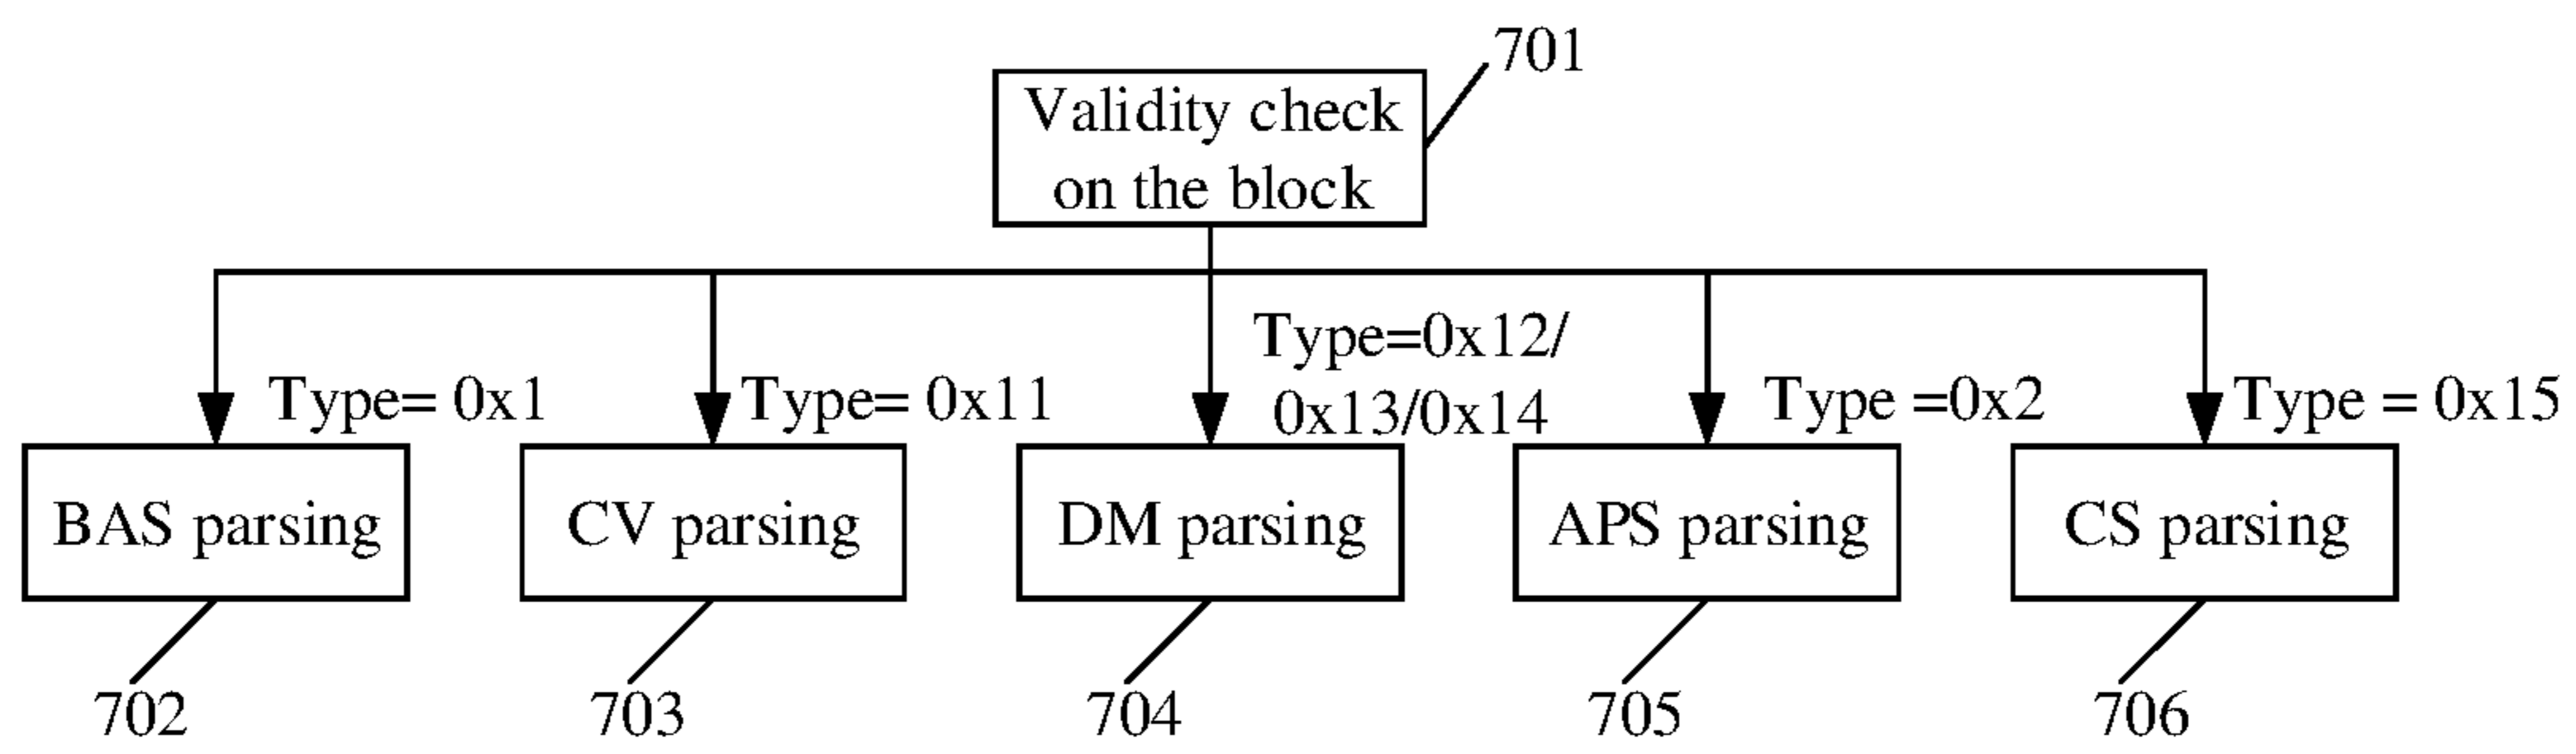 701
Validity check
on the block
Type=0x12/
0x13/0x14
Type= 0x1
Type= 0x11
Type =0x2
Type = 0x15
BAS parsing
CV parsing
DM parsing
APS parsing
CS parsing
702
703
704
705
706